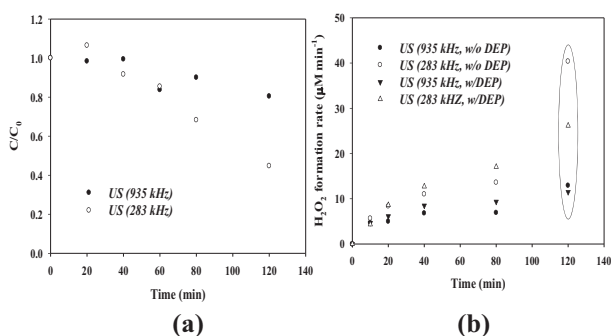 1.2
1.0
0.8
0.6
0.4
0.2
0.0
C/C0
US (935 kHz)
US (283 kHz)
0 20 40 60 80 100 120 140
Time (min)
(a)
50
40
30
20
10
0
H2O2 formation rate (μM min-1)
US (935 kHz, w/o DEP)
US (283 kHz, w/o DEP)
US (935 kHz, w/DEP)
US (283 kHZ, w/DEP)
0 20 40 60 80 100 120 140
Time (min)
(b)